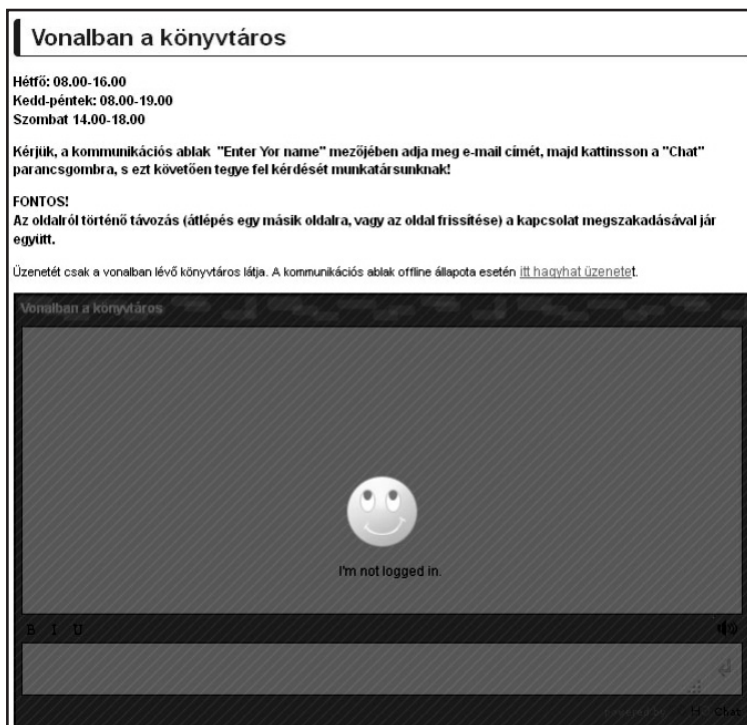 Vonalban a könyvtáros
Hétfő: 08.00-16.00
Kedd-péntek: 08.00-19.00
Szombat 14.00-18.00
Kérjük, a kommunikációs ablak "Enter Yor name" mezőjében adja meg e-mail címét, majd kattinsson a "Chat"
parancsgombra, s ezt követően tegye fel kérdését munkatársunknak!
FONTOS!
Az oldalról történő távozás (átlépés egy másik oldalra, vagy az oldal frissítése) a kapcsolat megszakadásával jár
együtt.
Üzenetét csak a vonalban lévő könyvtáros látja. A kommunikációs ablak offline állapota esetén itt hagyhat üzenetet.
Vonalban a könyvtáros
I'm not logged in.
B I U
Chat